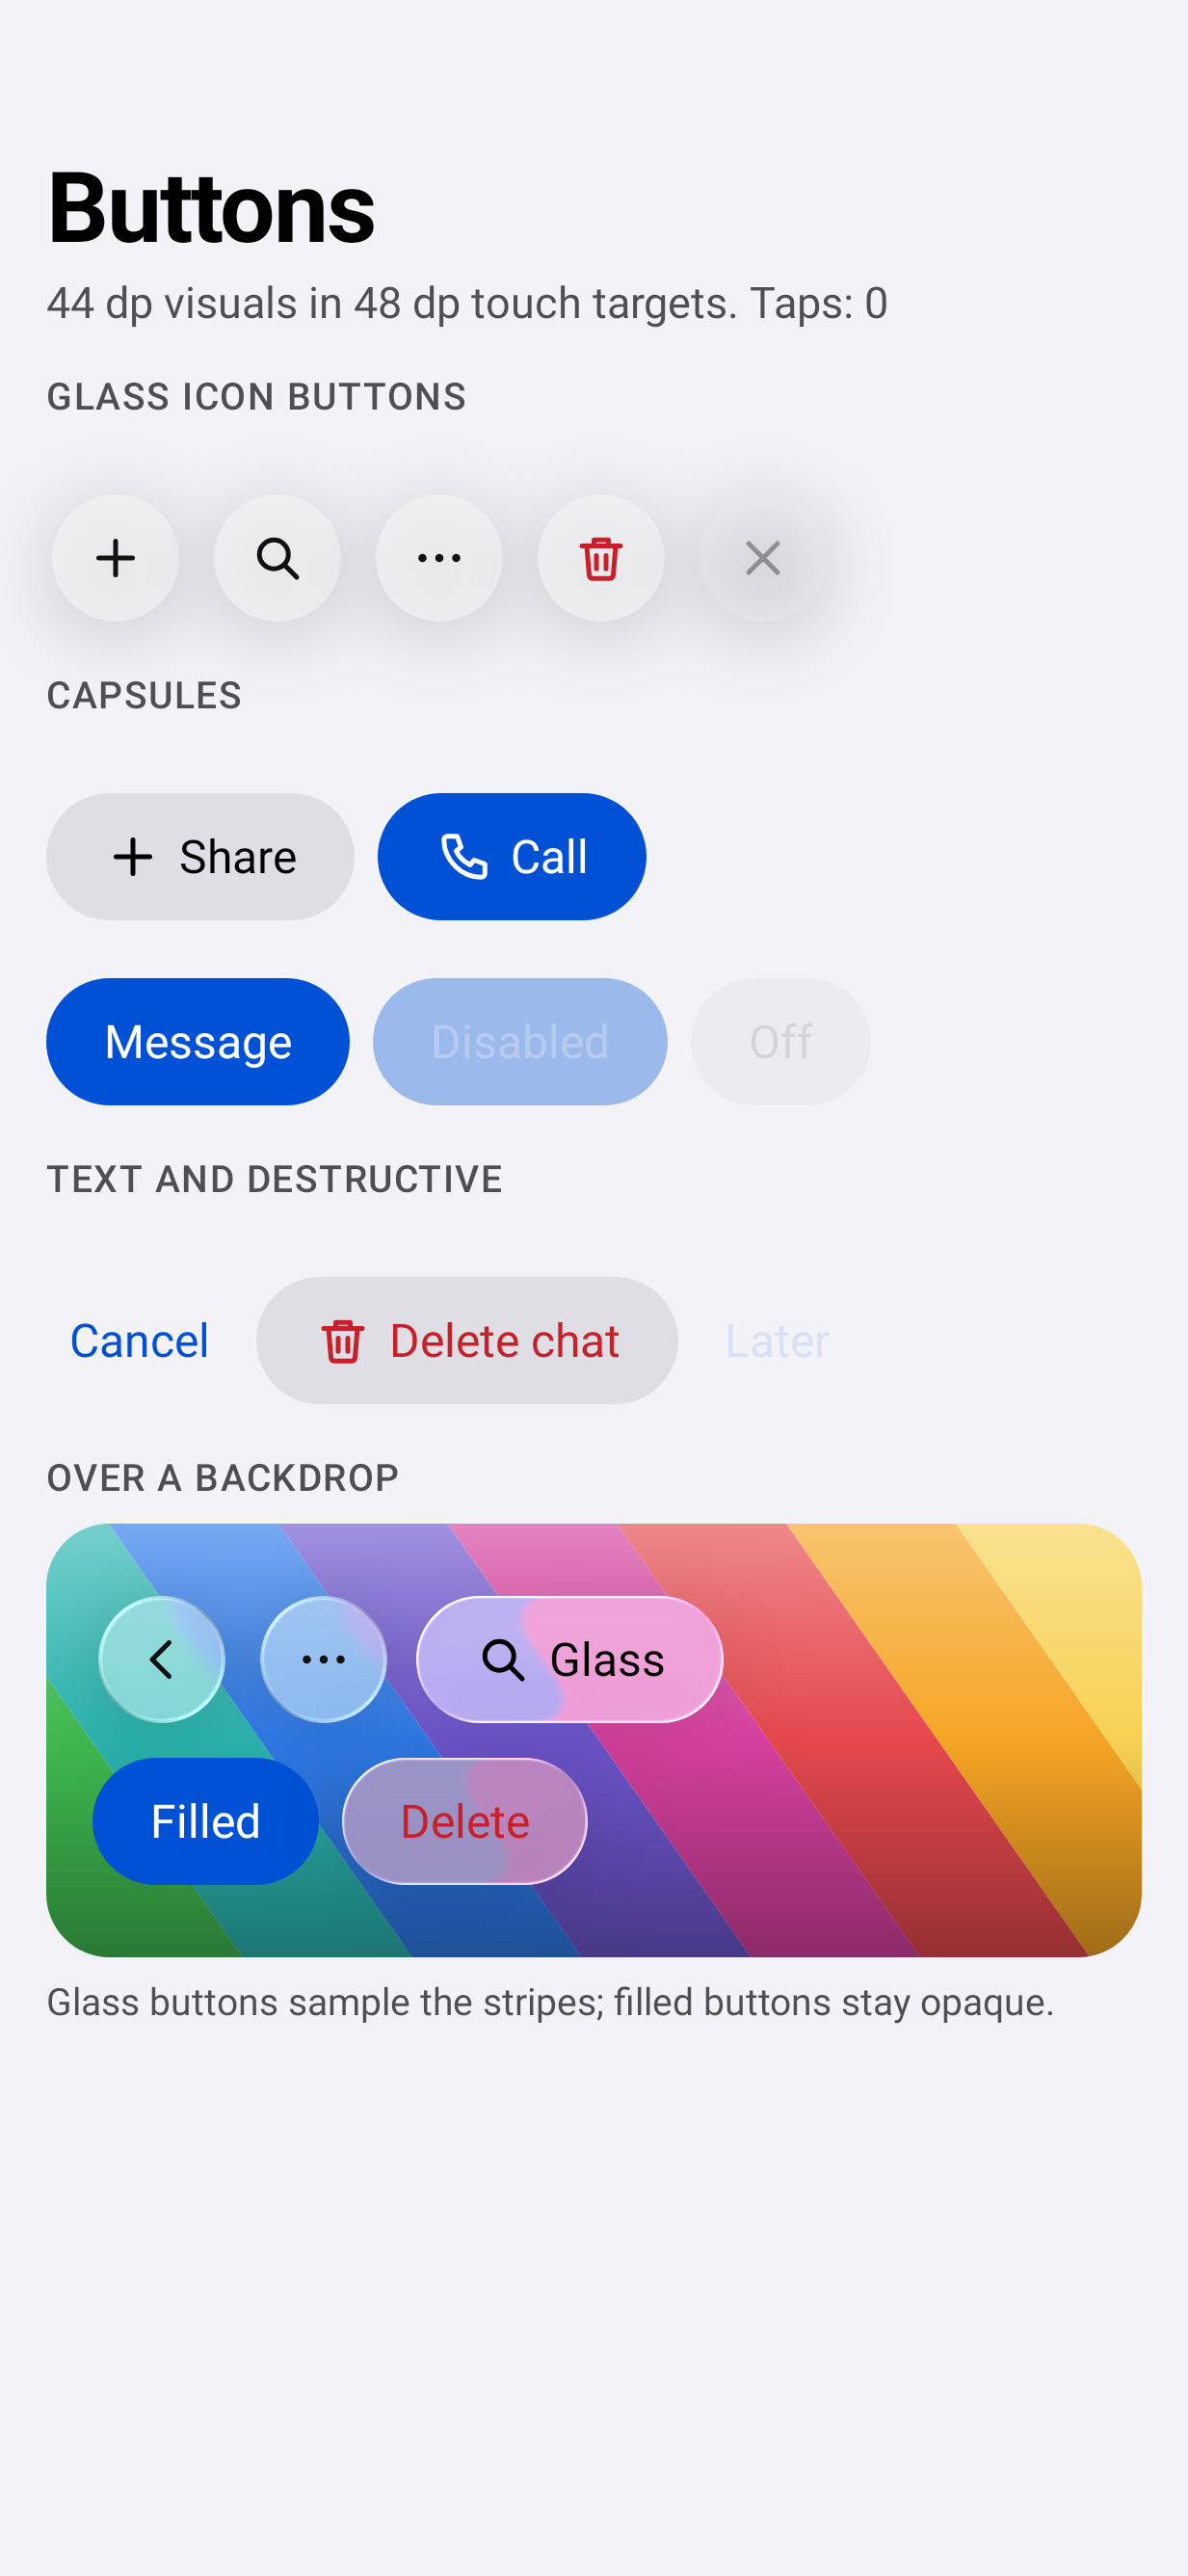 Buttons
44 dp visuals in 48 dp touch targets. Taps: 0
GLASS ICON BUTTONS
CAPSULES
Share
Call
Message
Disabled
Off
TEXT AND DESTRUCTIVE
Cancel
Delete chat
Later
OVER A BACKDROP
Glass
Filled
Delete
Glass buttons sample the stripes; filled buttons stay opaque.